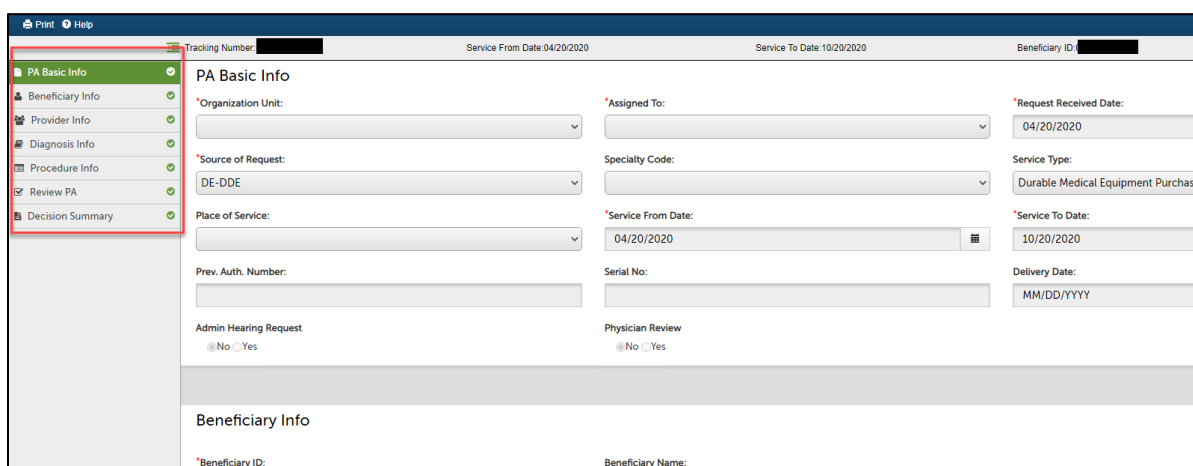 Print Help
Tracking Number: Service From Date:04/20/2020 Service To Date:10/20/2020 Beneficiary ID:
PA Basic Info
Beneficiary Info
Provider Info
Diagnosis Info
Procedure Info
Review PA
Decision Summary
PA Basic Info
*Organization Unit: *Assigned To: *Request Received Date:
04/20/2020
*Source of Request: Specialty Code: Service Type:
DE-DDE Durable Medical Equipment Purchas
Place of Service: *Service From Date: *Service To Date:
04/20/2020 10/20/2020
Prev. Auth. Number: Serial No: Delivery Date:
MM/DD/YYYY
Admin Hearing Request Physician Review
No Yes No Yes
Beneficiary Info
*Beneficiary ID: Beneficiary Name: